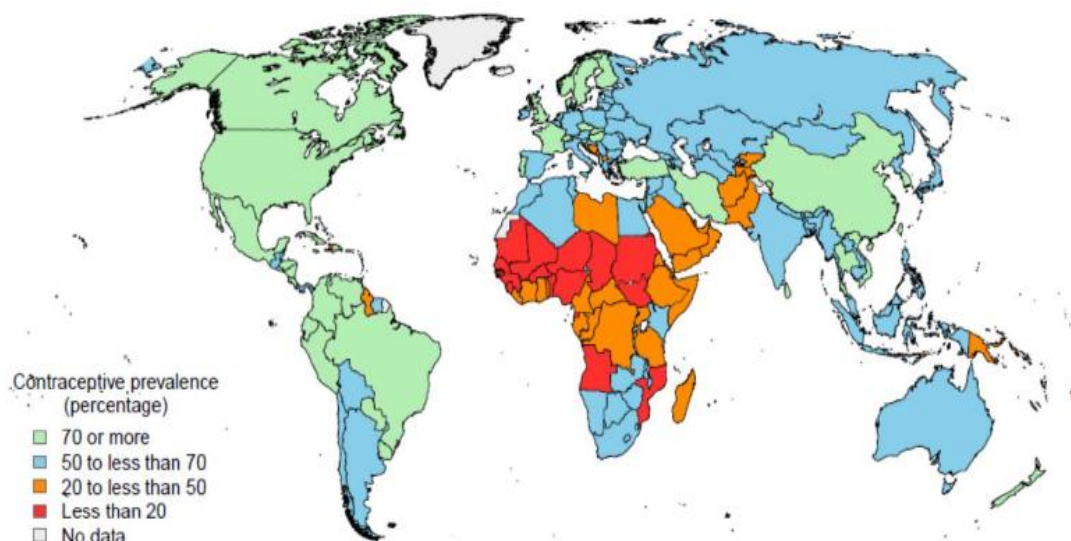 Contraceptive prevalence
(percentage)
70 or more
50 to less than 70
20 to less than 50
Less than 20
No data